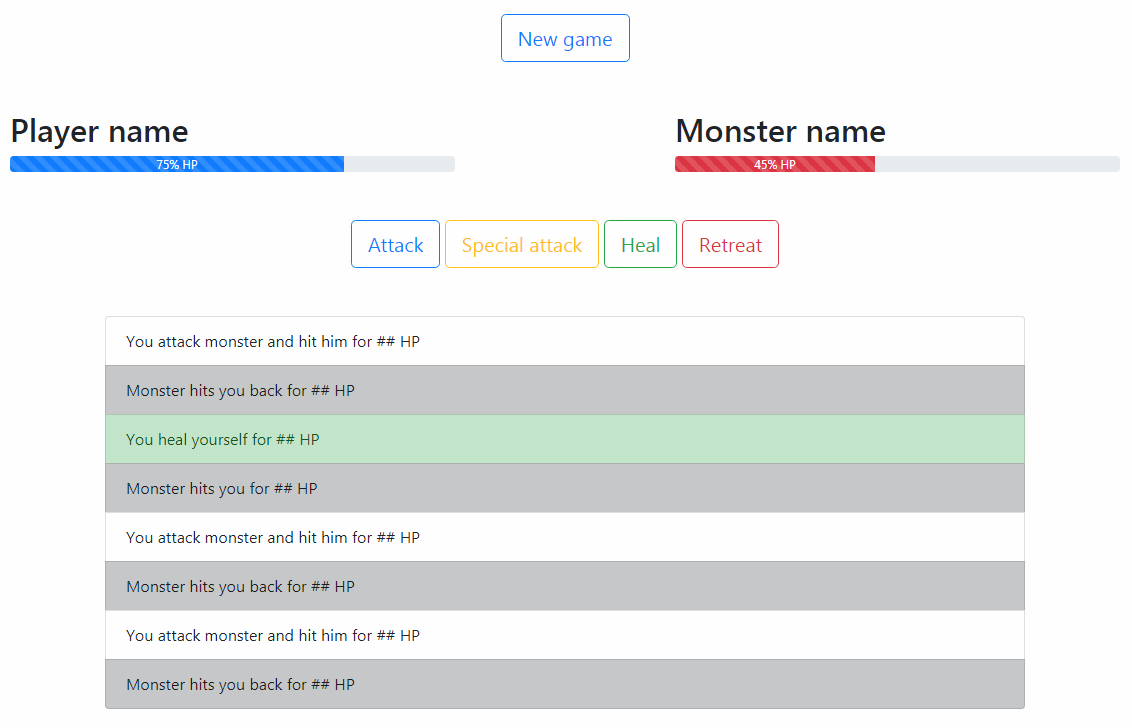 New game
Player name
Monster name
75% HP
45% HP
Attack
Special attack
Heal
Retreat
You attack monster and hit him for ## HP
Monster hits you back for ## HP
You heal yourself for ## HP
Monster hits you for ## HP
You attack monster and hit him for ## HP
Monster hits you back for ## HP
You attack monster and hit him for ## HP
Monster hits you back for ## HP